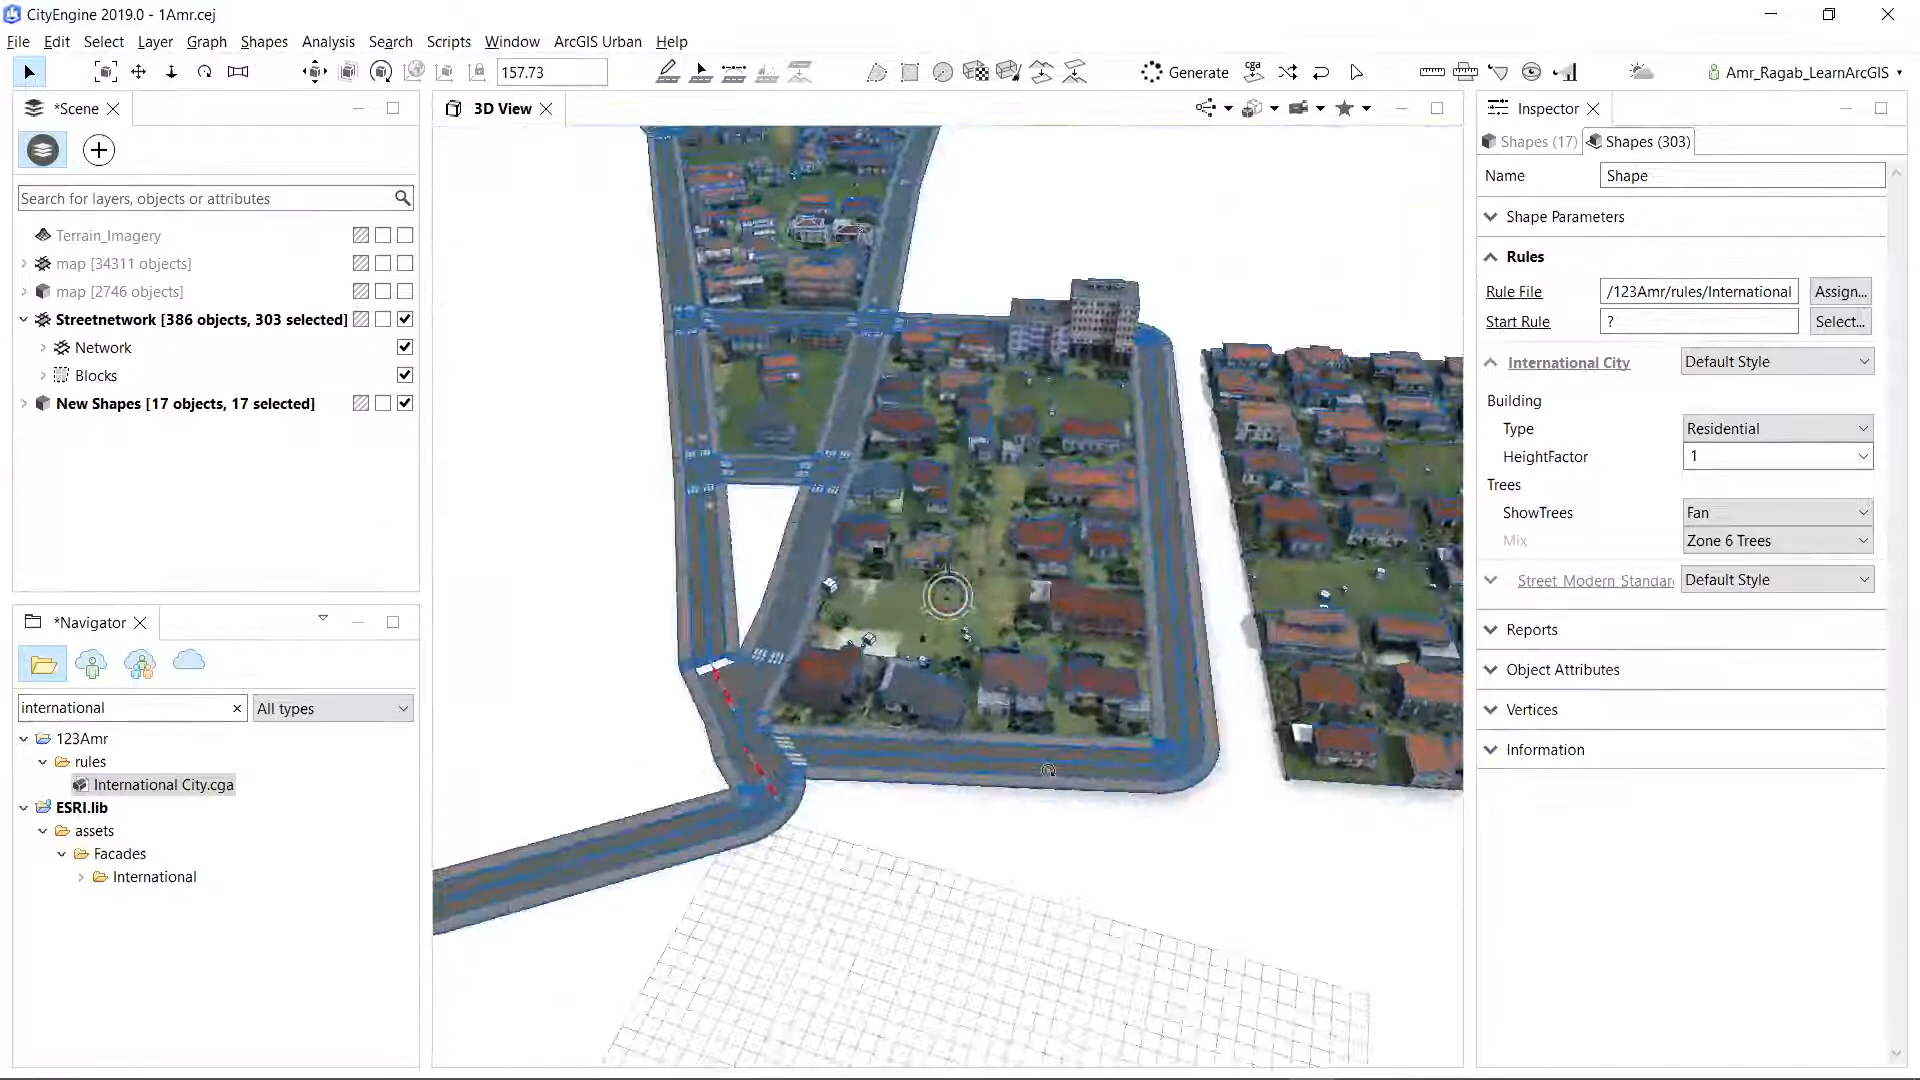 CityEngine 2019.0 - 1Amr.cej
File Edit Select Layer Graph Shapes Analysis Search Scripts Window ArcGIS Urban Help
157.73
Generate
cga
Amr_Ragab_LearnArcGIS
*Scene
Search for layers, objects or attributes
Terrain_Imagery
map [34311 objects]
map [2746 objects]
Streetnetwork [386 objects, 303 selected]
Network
Blocks
New Shapes [17 objects, 17 selected]
*Navigator
international
All types
123Amr
rules
International City.cga
ESRI.lib
assets
Facades
International
3D View
Inspector
Shapes (17)
Shapes (303)
Name
Shape
Shape Parameters
Rules
Rule File
/123Amr/rules/International
Assign...
Start Rule
?
Select...
International City
Default Style
Building
Type
Residential
HeightFactor
1
Trees
ShowTrees
Fan
Mix
Zone 6 Trees
Street Modern Standar
Default Style
Reports
Object Attributes
Vertices
Information